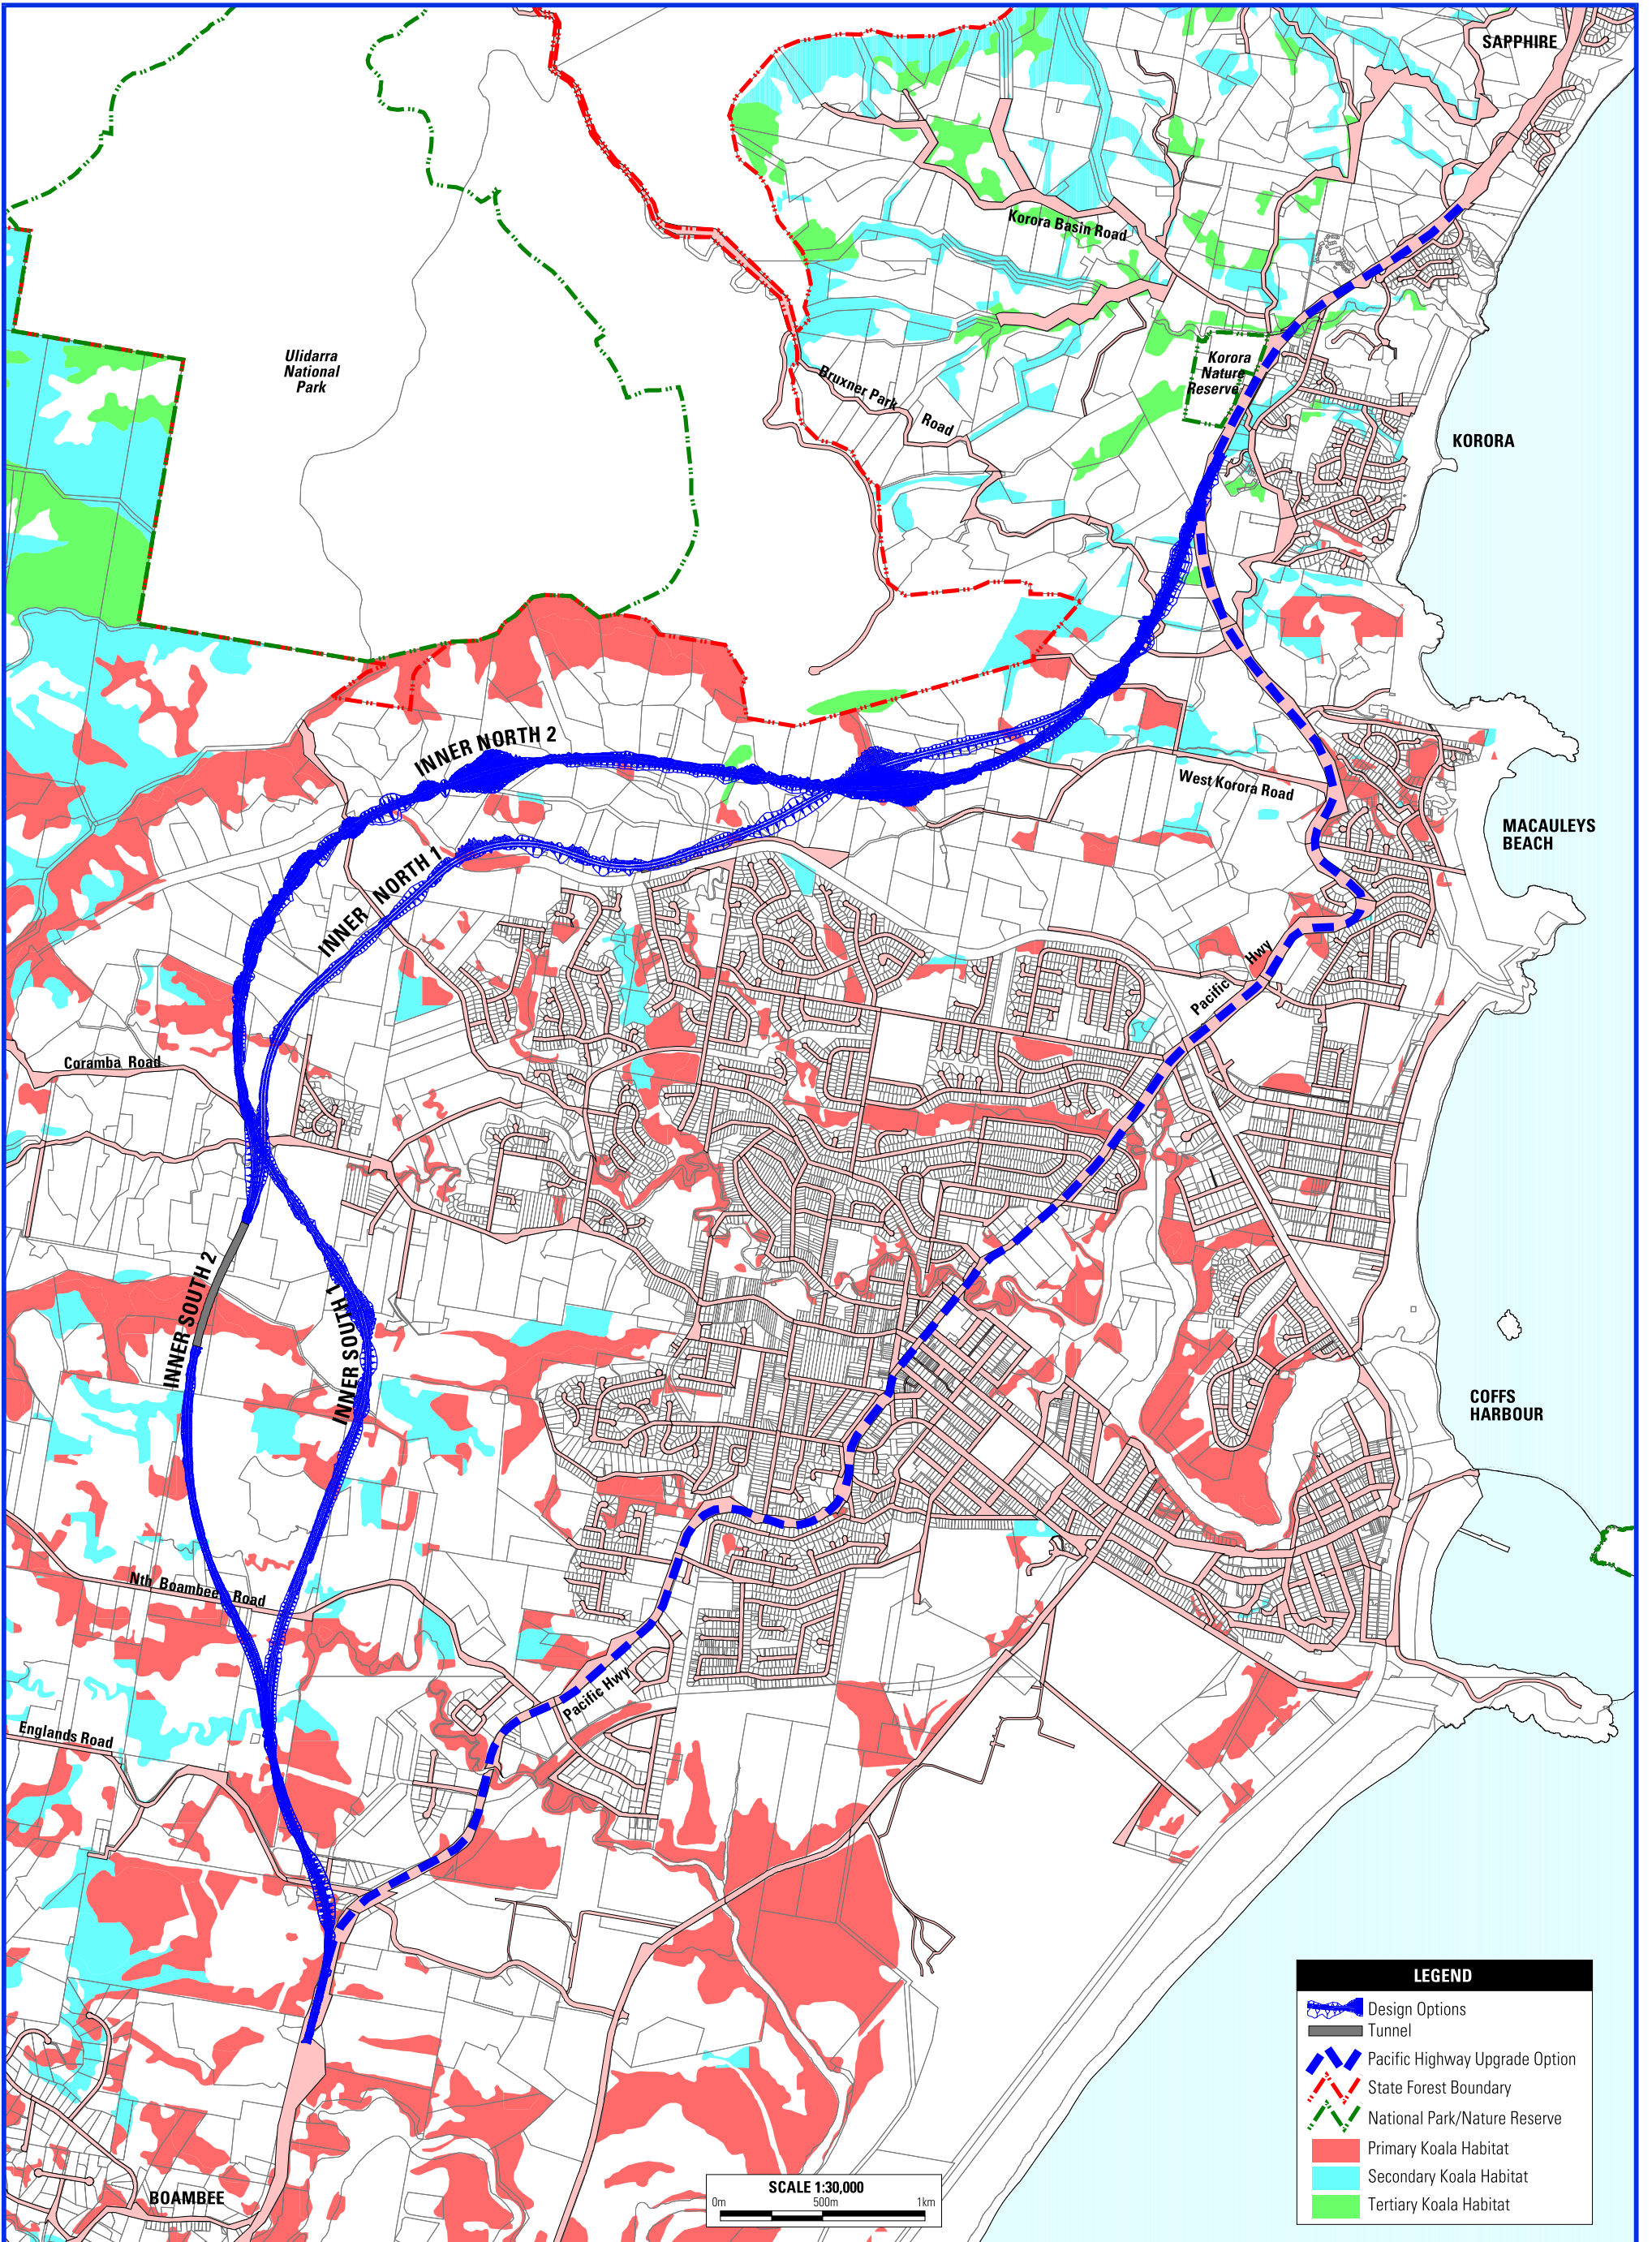 SAPPHIRE
Korora Basin Road
Ulidarra
National
Park
Korora
Nature
Reserve
Bruxner Park Road
KORORA
INNER NORTH 2
West Korora Road
MACAULEYS
BEACH
INNER NORTH 1
Pacific Hwy
Coramba Road
INNER SOUTH 2
INNER SOUTH 1
COFFS
HARBOUR
Nth Boambee Road
Pacific Hwy
Englands Road
BOAMBEE
SCALE 1:30,000
0m 500m 1km
LEGEND
Design Options
Tunnel
Pacific Highway Upgrade Option
State Forest Boundary
National Park/Nature Reserve
Primary Koala Habitat
Secondary Koala Habitat
Tertiary Koala Habitat